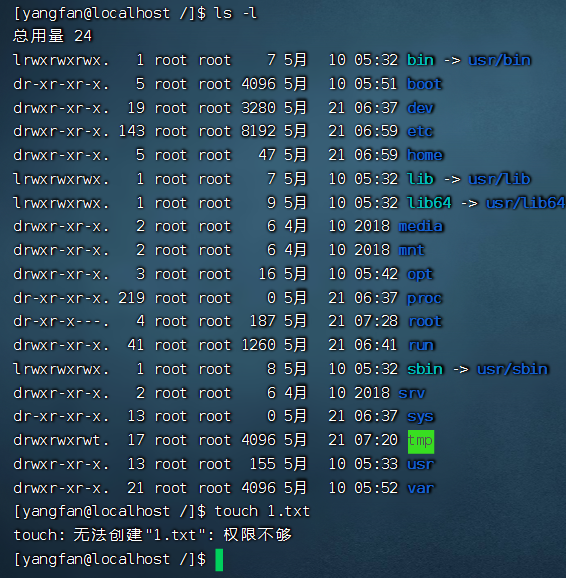 [yangfan@localhost /]$ ls -l
总用量 24
lrwxrwxrwx.   1 root root    7 5月  10 05:32 bin -> usr/bin
dr-xr-xr-x.   5 root root 4096 5月  10 05:51 boot
drwxr-xr-x.  19 root root 3280 5月  21 06:37 dev
drwxr-xr-x. 143 root root 8192 5月  21 06:59 etc
drwxr-xr-x.   5 root root   47 5月  21 06:59 home
lrwxrwxrwx.   1 root root    7 5月  10 05:32 lib -> usr/lib
lrwxrwxrwx.   1 root root    9 5月  10 05:32 lib64 -> usr/lib64
drwxr-xr-x.   2 root root    6 4月  10 2018 media
drwxr-xr-x.   2 root root    6 4月  10 2018 mnt
drwxr-xr-x.   3 root root   16 5月  10 05:42 opt
dr-xr-xr-x. 219 root root    0 5月  21 06:37 proc
dr-xr-x---.   4 root root  187 5月  21 07:28 root
drwxr-xr-x.  41 root root 1260 5月  21 06:41 run
lrwxrwxrwx.   1 root root    8 5月  10 05:32 sbin -> usr/sbin
drwxr-xr-x.   2 root root    6 4月  10 2018 srv
dr-xr-xr-x.  13 root root    0 5月  21 06:37 sys
drwxrwxrwt.  17 root root 4096 5月  21 07:20 tmp
drwxr-xr-x.  13 root root  155 5月  10 05:33 usr
drwxr-xr-x.  21 root root 4096 5月  10 05:52 var
[yangfan@localhost /]$ touch 1.txt
touch: 无法创建"1.txt": 权限不够
[yangfan@localhost /]$